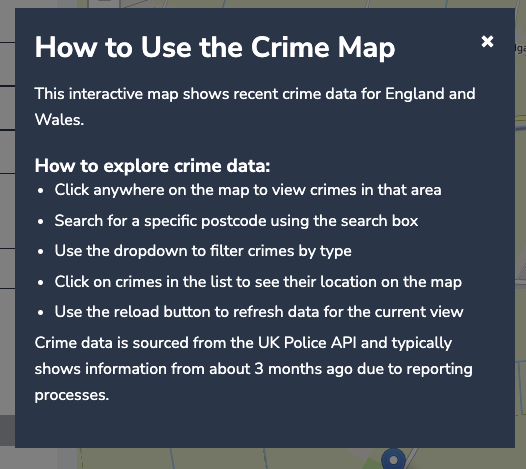 How to Use the Crime Map
This interactive map shows recent crime data for England and
Wales.
How to explore crime data:
• Click anywhere on the map to view crimes in that area
• Search for a specific postcode using the search box
• Use the dropdown to filter crimes by type
• Click on crimes in the list to see their location on the map
• Use the reload button to refresh data for the current view
Crime data is sourced from the UK Police API and typically
shows information from about 3 months ago due to reporting
processes.